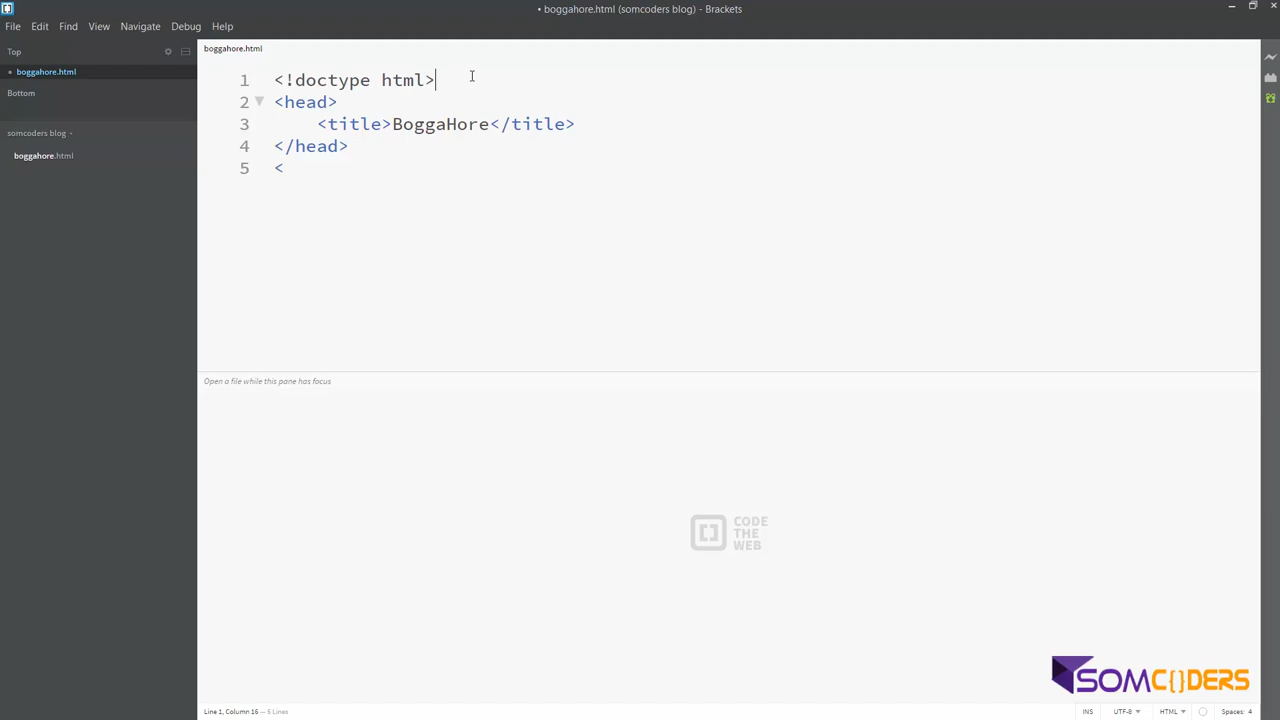 • boggahore.html (somcoders blog) - Brackets
File Edit Find View Navigate Debug Help
Top
• boggahore.html
Bottom
somcoders blog
boggahore.html
boggahore.html
1 <!doctype html>
2 <head>
3 <title>BoggaHore</title>
4 </head>
5 <
Open a file while this pane has focus
CODE
THE
WEB
SOMC{}DERS
Line 1, Column 16 — 5 Lines
INS UTF-8 HTML Spaces: 4